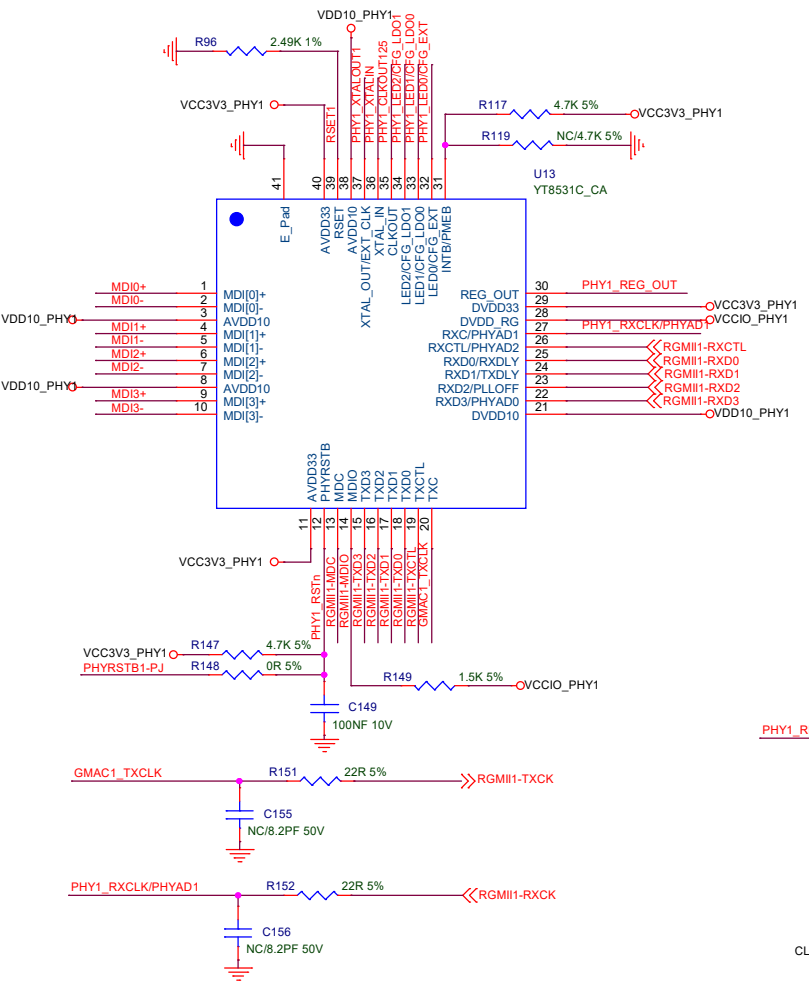 VDD10_PHY1
R96
2.49K 1%
VCC3V3_PHY1
RSET1
PHY1_XTALOUT1
PHY1_XTALIN
PHY1_CLKOUT125
PHY1_LED2/CFG_LDO1
PHY1_LED1/CFG_LDO0
PHY1_LED0/CFG_EXT
R117
4.7K 5%
VCC3V3_PHY1
R119
NC/4.7K 5%
U13
YT8531C_CA
41
40
39
38
37
36
35
34
33
32
31
E_Pad
AVDD33
RSET
AVDD10
XTAL_OUT/EXT_CLK
XTAL_IN
CLKOUT
LED2/CFG_LDO1
LED1/CFG_LDO0
LED0/CFG_EXT
INTB/PMEB
MDI0+ 1 MDI[0]+
MDI0- 2 MDI[0]-
VDD10_PHY1 3 AVDD10
MDI1+ 4 MDI[1]+
MDI1- 5 MDI[1]-
MDI2+ 6 MDI[2]+
MDI2- 7 MDI[2]-
VDD10_PHY1 8 AVDD10
MDI3+ 9 MDI[3]+
MDI3- 10 MDI[3]-
REG_OUT 30 PHY1_REG_OUT
DVDD33 29 VCC3V3_PHY1
DVDD_RG 28 VCCIO_PHY1
RXC/PHYAD1 27 PHY1_RXCLK/PHYAD1
RXCTL/PHYAD2 26 RGMII1-RXCTL
RXD0/RXDLY 25 RGMII1-RXD0
RXD1/TXDLY 24 RGMII1-RXD1
RXD2/PLLOFF 23 RGMII1-RXD2
RXD3/PHYAD0 22 RGMII1-RXD3
DVDD10 21 VDD10_PHY1
AVDD33
PHYRSTB
MDC
MDIO
TXD3
TXD2
TXD1
TXD0
TXCTL
TXC
11
12
13
14
15
16
17
18
19
20
VCC3V3_PHY1
PHY1_RSTn
RGMII1-MDC
RGMII1-MDIO
RGMII1-TXD3
RGMII1-TXD2
RGMII1-TXD1
RGMII1-TXD0
RGMII1-TXCTL
GMAC1_TXCLK
VCC3V3_PHY1
R147
4.7K 5%
PHYRSTB1-PJ
R148
0R 5%
R149
1.5K 5%
VCCIO_PHY1
C149
100NF 10V
PHY1_R
GMAC1_TXCLK
R151
22R 5%
RGMII1-TXCK
C155
NC/8.2PF 50V
PHY1_RXCLK/PHYAD1
R152
22R 5%
RGMII1-RXCK
C156
NC/8.2PF 50V
CL